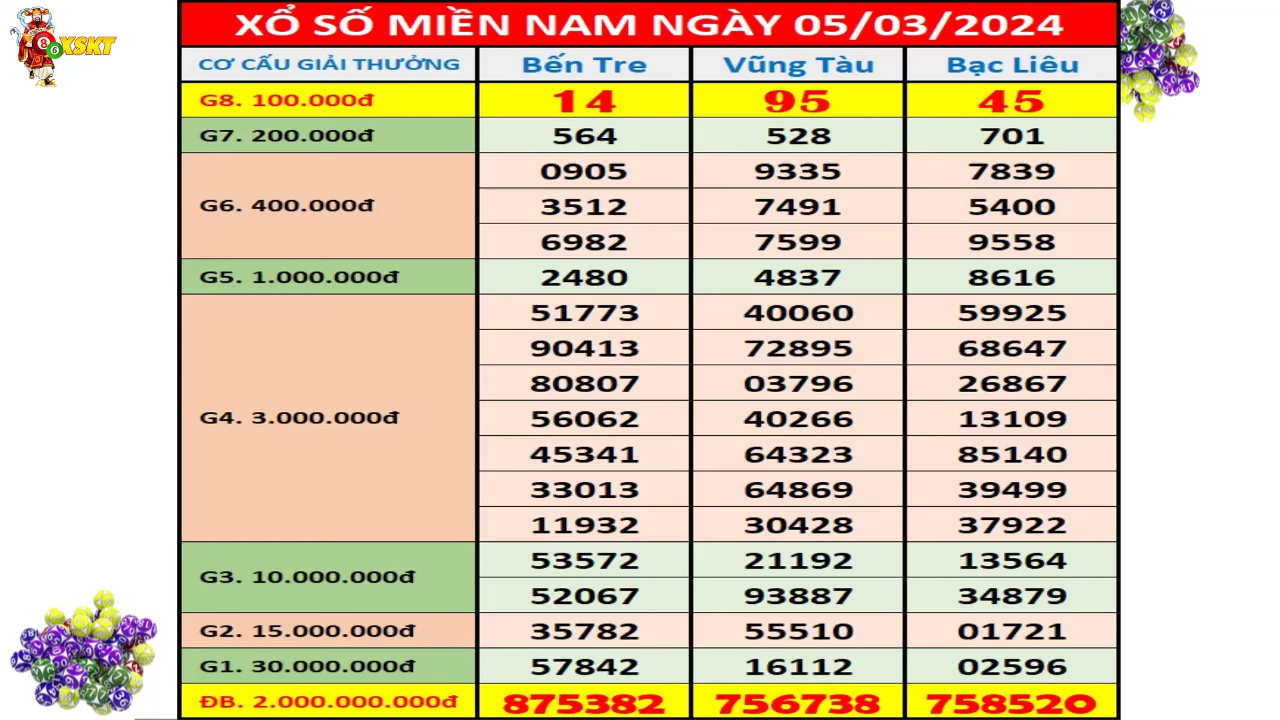 XSKT
XỔ SỐ MIỀN NAM NGÀY 05/03/2024
CƠ CẤU GIẢI THƯỞNG Bến Tre Vũng Tàu Bạc Liêu
G8. 100.000đ 14 95 45
G7. 200.000đ 564 528 701
G6. 400.000đ 0905 9335 7839
3512 7491 5400
6982 7599 9558
G5. 1.000.000đ 2480 4837 8616
G4. 3.000.000đ 51773 40060 59925
90413 72895 68647
80807 03796 26867
56062 40266 13109
45341 64323 85140
33013 64869 39499
11932 30428 37922
G3. 10.000.000đ 53572 21192 13564
52067 93887 34879
G2. 15.000.000đ 35782 55510 01721
G1. 30.000.000đ 57842 16112 02596
ĐB. 2.000.000.000đ 875382 756738 758520